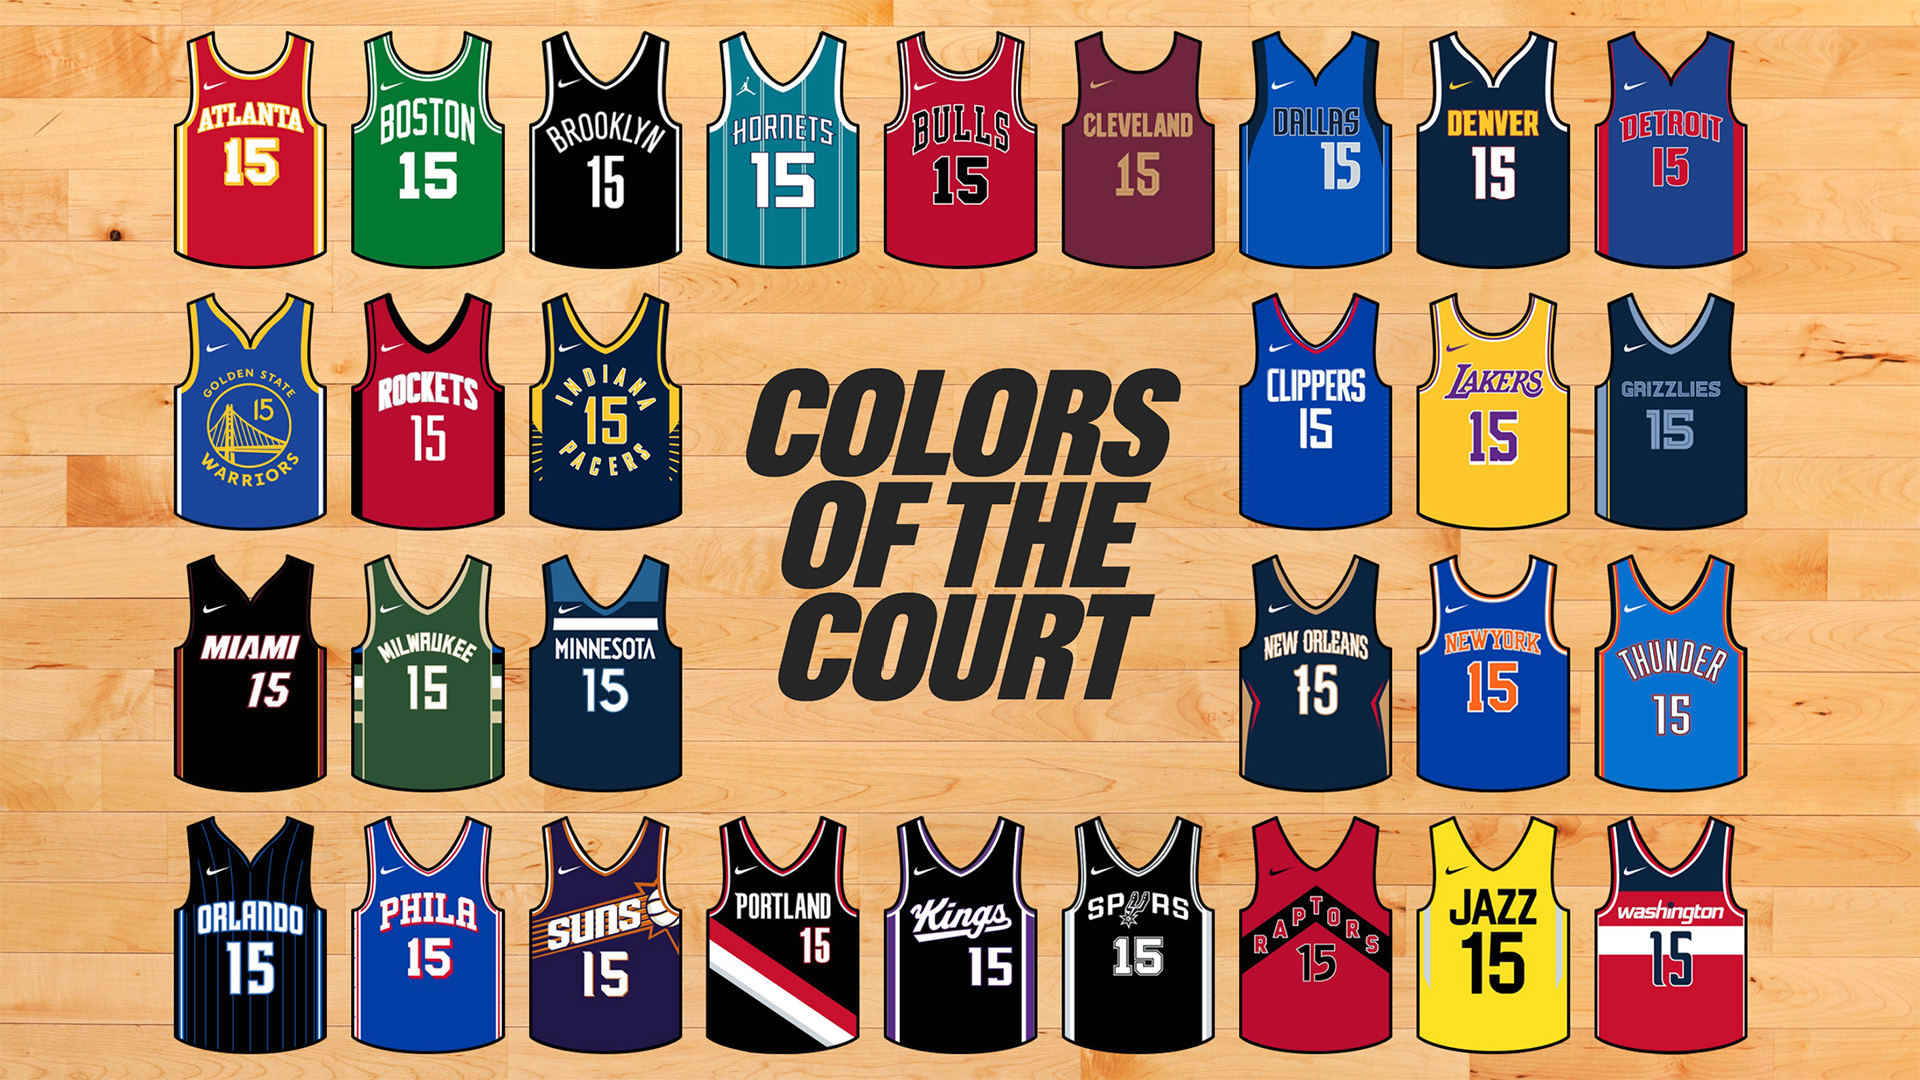 ATLANTA
15
BOSTON
15
BROOKLYN
15
HORNETS
15
BULLS
15
CLEVELAND
15
DALLAS
15
DENVER
15
DETROIT
15
GOLDEN STATE
15
WARRIORS
ROCKETS
15
INDIANA
15
PACERS
COLORS
OF THE
COURT
CLIPPERS
15
LAKERS
15
GRIZZLIES
15
MIAMI
15
MILWAUKEE
15
MINNESOTA
15
NEW ORLEANS
15
NEW YORK
15
THUNDER
15
ORLANDO
15
PHILA
15
SUNS
15
PORTLAND
15
Kings
15
SPURS
15
RAPTORS
15
JAZZ
15
washington
15